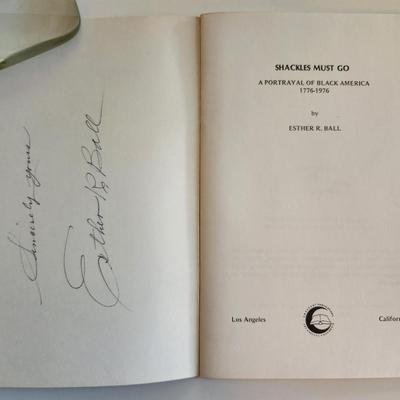 Sincerely yours
Esther R. Ball
SHACKLES MUST GO
A PORTRAYAL OF BLACK AMERICA
1776-1976
by
ESTHER R. BALL
Los Angeles
Californ